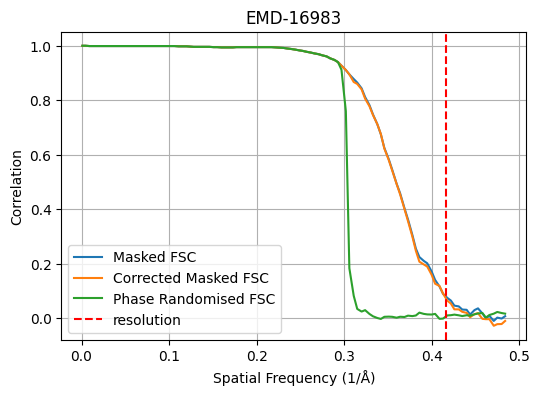 EMD-16983
1.0
0.8
0.6
0.4
0.2
0.0
Correlation
Masked FSC
Corrected Masked FSC
Phase Randomised FSC
resolution
0.0 0.1 0.2 0.3 0.4 0.5
Spatial Frequency (1/Å)